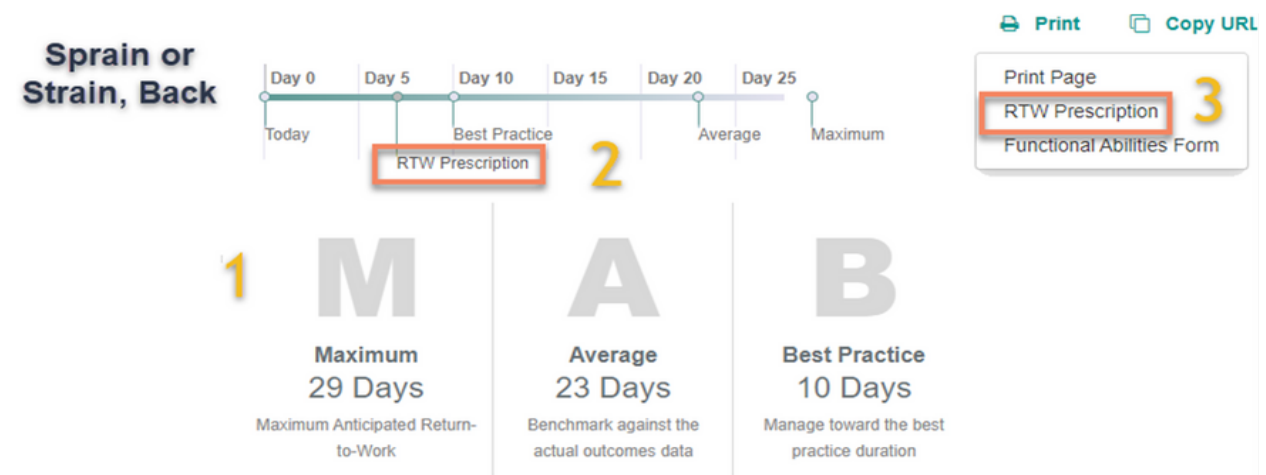 Print Copy URL
Sprain or
Strain, Back
Day 0 Day 5 Day 10 Day 15 Day 20 Day 25
Print Page
RTW Prescription
3
Functional Abilities Form
Today Best Practice Average Maximum
RTW Prescription
2
1
M A B
Maximum Average Best Practice
29 Days 23 Days 10 Days
Maximum Anticipated Return- Benchmark against the Manage toward the best
to-Work actual outcomes data practice duration